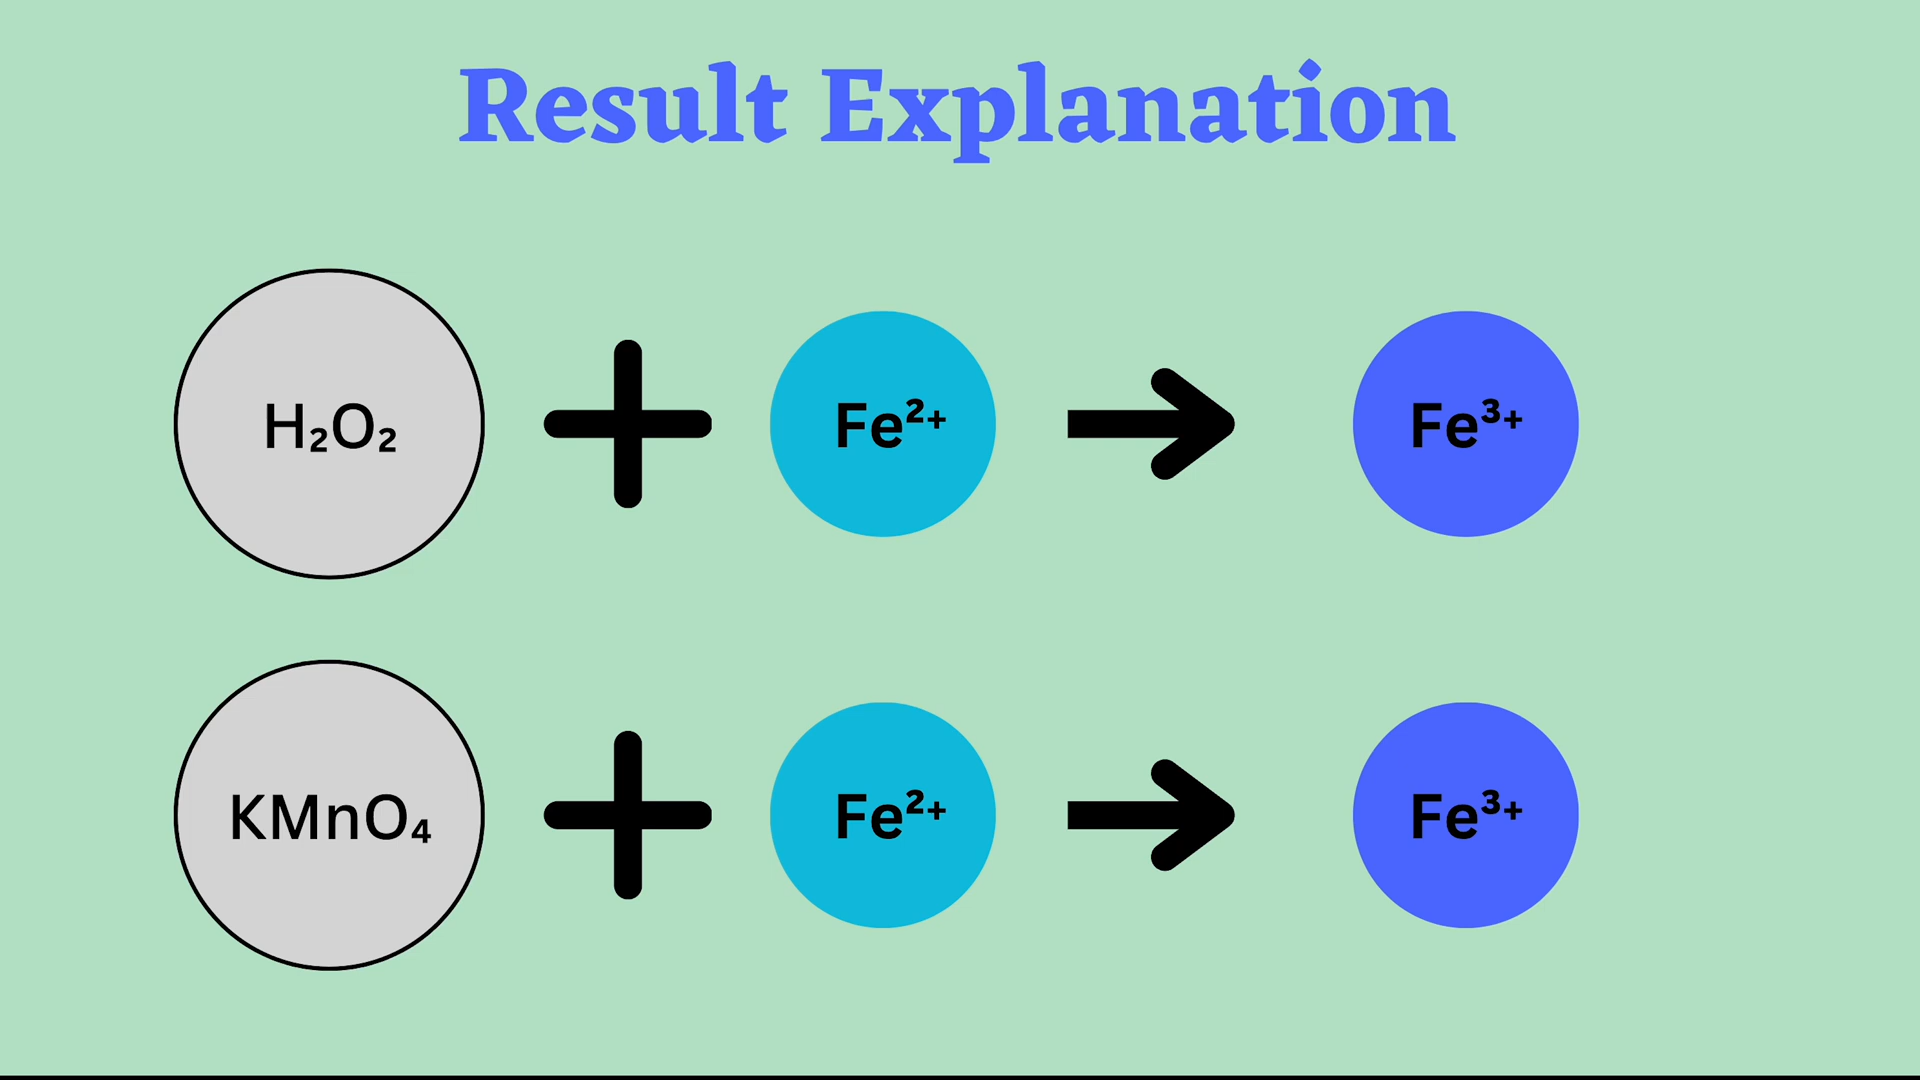 Result Explanation
H₂O₂ + Fe²⁺ → Fe³⁺
KMnO₄ + Fe²⁺ → Fe³⁺